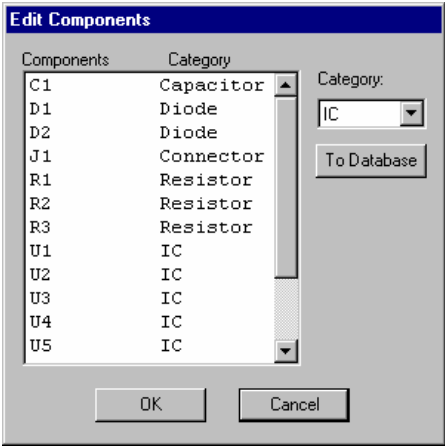 Edit Components
Components Category
C1 Capacitor
D1 Diode
D2 Diode
J1 Connector
R1 Resistor
R2 Resistor
R3 Resistor
U1 IC
U2 IC
U3 IC
U4 IC
U5 IC
Category:
IC
To Database
OK Cancel